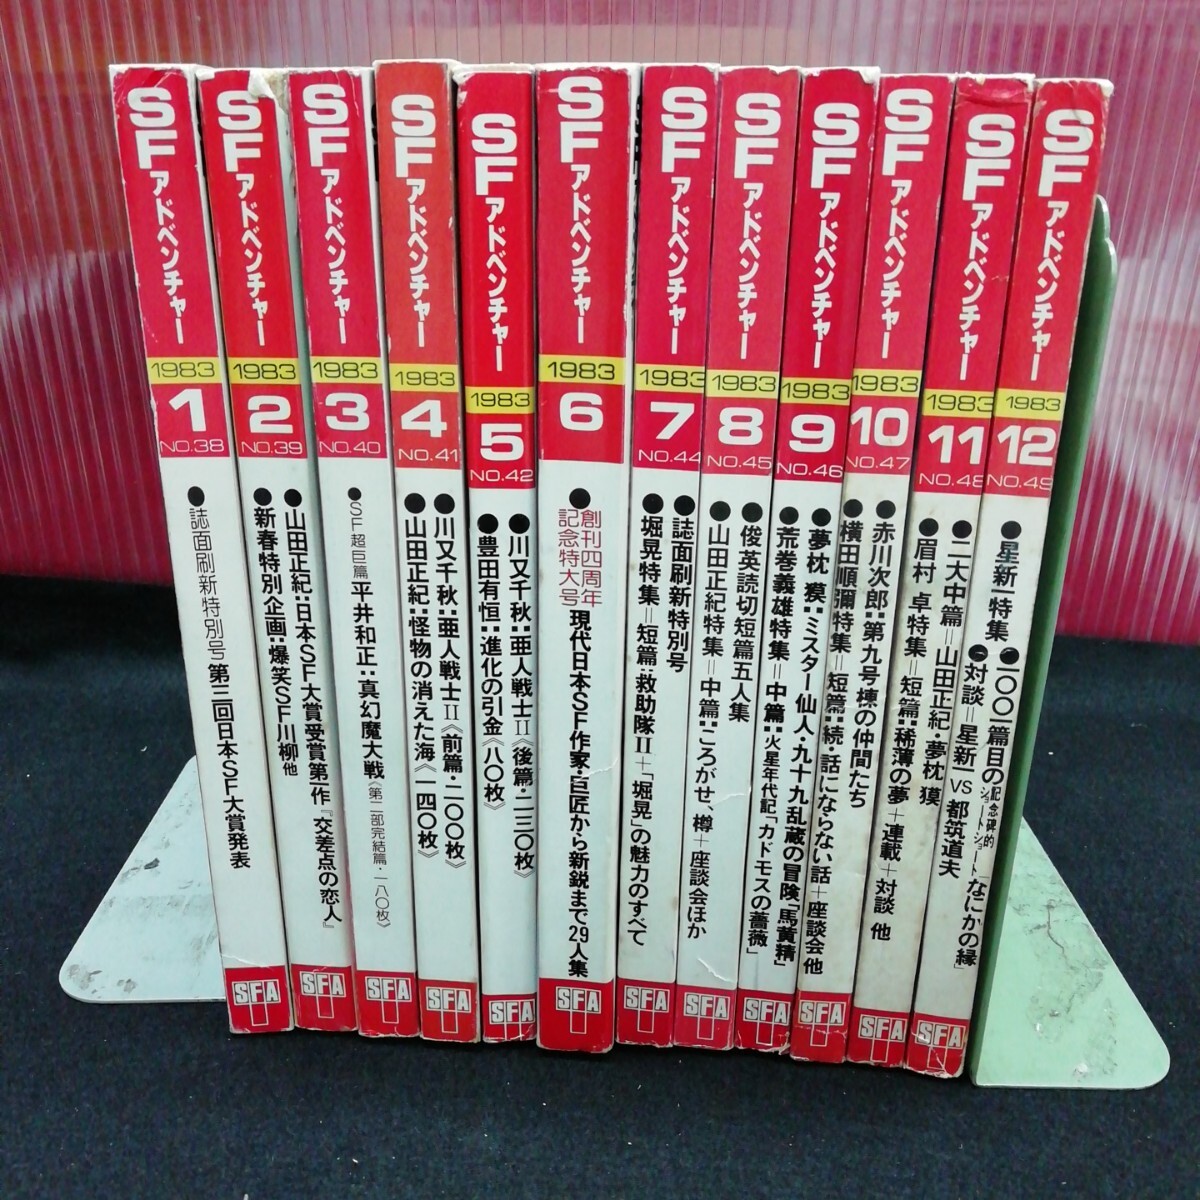 SFアドベンチャー
1983
1
NO.38
●誌面刷新特別号 第三回日本SF大賞発表
SFA
SFアドベンチャー
1983
2
NO.39
●山田正紀:日本SF大賞受賞第一作『交差点の恋人』
●新春特別企画:爆笑SF川柳他
SFA
SFアドベンチャー
1983
3
NO.40
●SF超巨篇 平井和正:真幻魔大戦《第二部完結篇・一八〇枚》
SFA
SFアドベンチャー
1983
4
NO.41
●川又千秋:亜人戦士II《前篇・二〇〇枚》
●山田正紀:怪物の消えた海《一四〇枚》
SFA
SFアドベンチャー
1983
5
NO.42
●川又千秋:亜人戦士II《後篇・二三〇枚》
●豊田有恒:進化の引金《八〇枚》
SFA
SFアドベンチャー
1983
6
●創刊四周年記念特大号 現代日本SF作家・巨匠から新鋭まで29人集
SFA
SFアドベンチャー
1983
7
NO.44
●誌面刷新特別号
●堀晃特集=短篇:救助隊II+「堀晃」の魅力のすべて
SFA
SFアドベンチャー
1983
8
NO.45
●俊英読切短篇五人集
●山田正紀特集=中篇:ころがせ、樽+座談会ほか
SFA
SFアドベンチャー
1983
9
NO.46
●夢枕 獏:ミスター仙人・九十九乱蔵の冒険「馬黄精」
●荒巻義雄特集=中篇:火星年代記「カドモスの薔薇」
SFA
SFアドベンチャー
1983
10
NO.47
●赤川次郎:第九号棟の仲間たち
●横田順彌特集=短篇:続・話にならない話+座談会 他
SFA
SFアドベンチャー
1983
11
NO.48
●二大中篇=山田正紀・夢枕 獏
●眉村 卓特集=短篇:稀薄の夢+連載+対談 他
SFA
SFアドベンチャー
1983
12
NO.49
●星新一特集 ●一〇〇一篇目の記念碑的ショートショート「なにかの縁」
●対談=星新一 VS 都筑道夫
SFA